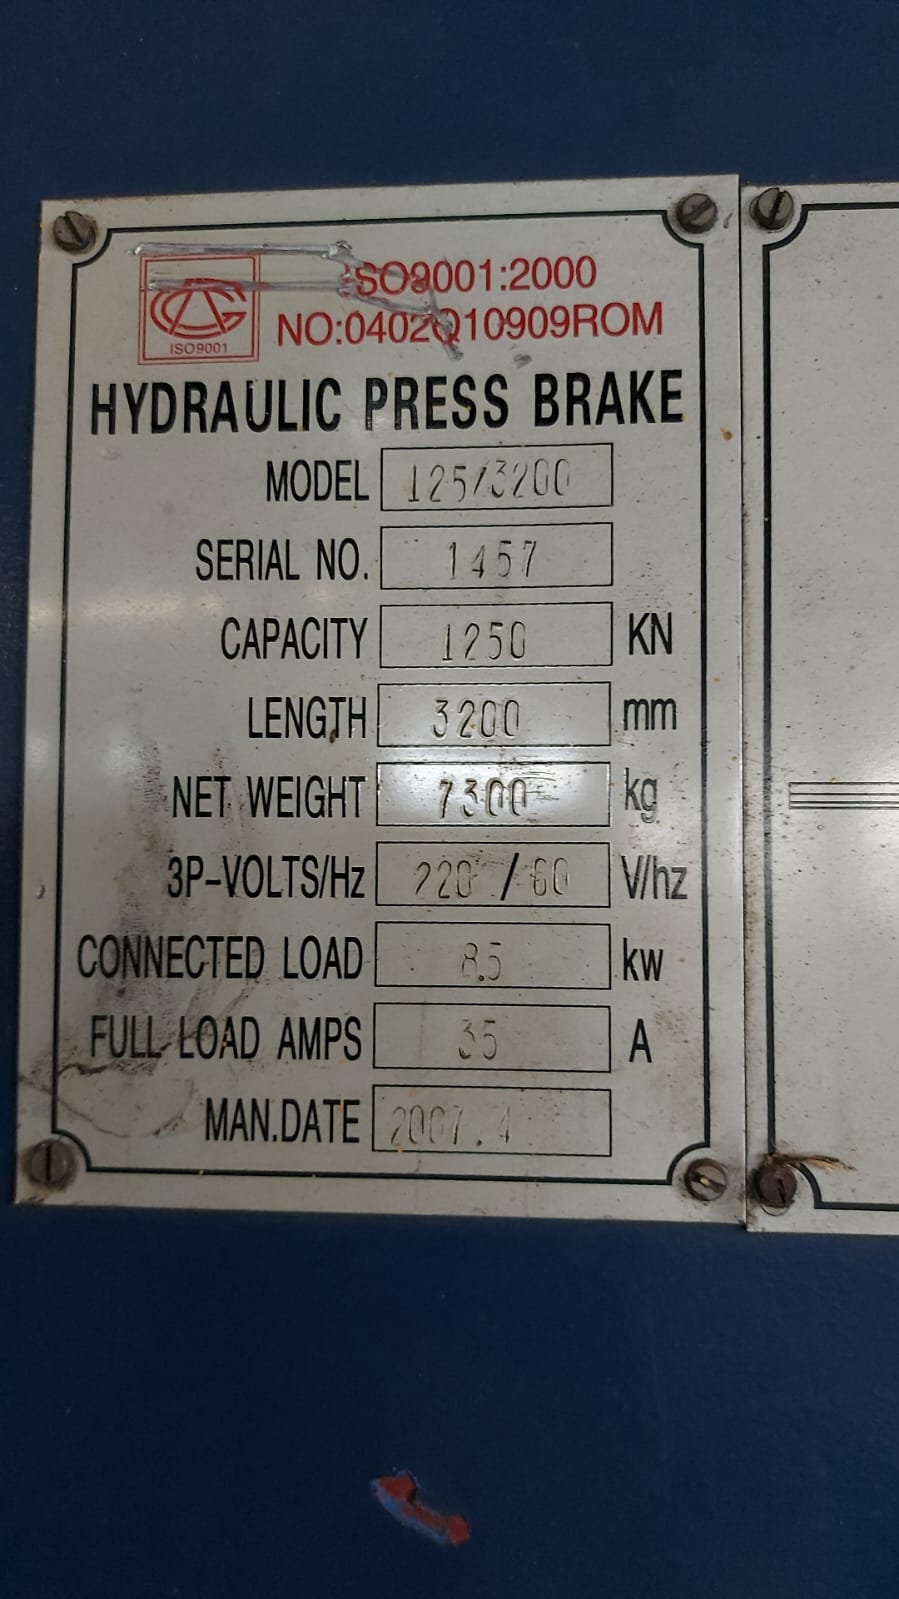 ISO9001:2000
ISO9001
NO:0402Q10909ROM
HYDRAULIC PRESS BRAKE
MODEL 125/3200
SERIAL NO. 1457
CAPACITY 1250 KN
LENGTH 3200 mm
NET WEIGHT 7300 kg
3P-VOLTS/Hz 220 / 60 V/hz
CONNECTED LOAD 8.5 kw
FULL LOAD AMPS 35 A
MAN.DATE 2007.4